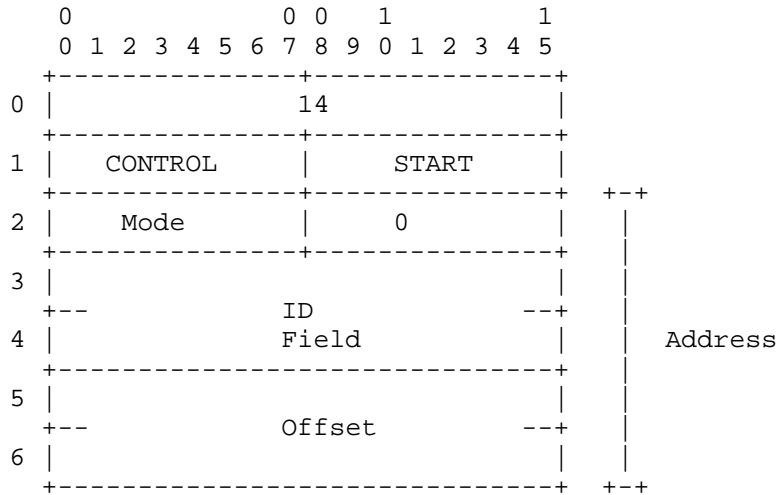 0 0 0 1 1
0 1 2 3 4 5 6 7 8 9 0 1 2 3 4 5
0 14
1 CONTROL START
2 Mode 0
3
ID
4 Field Address
5
Offset
6